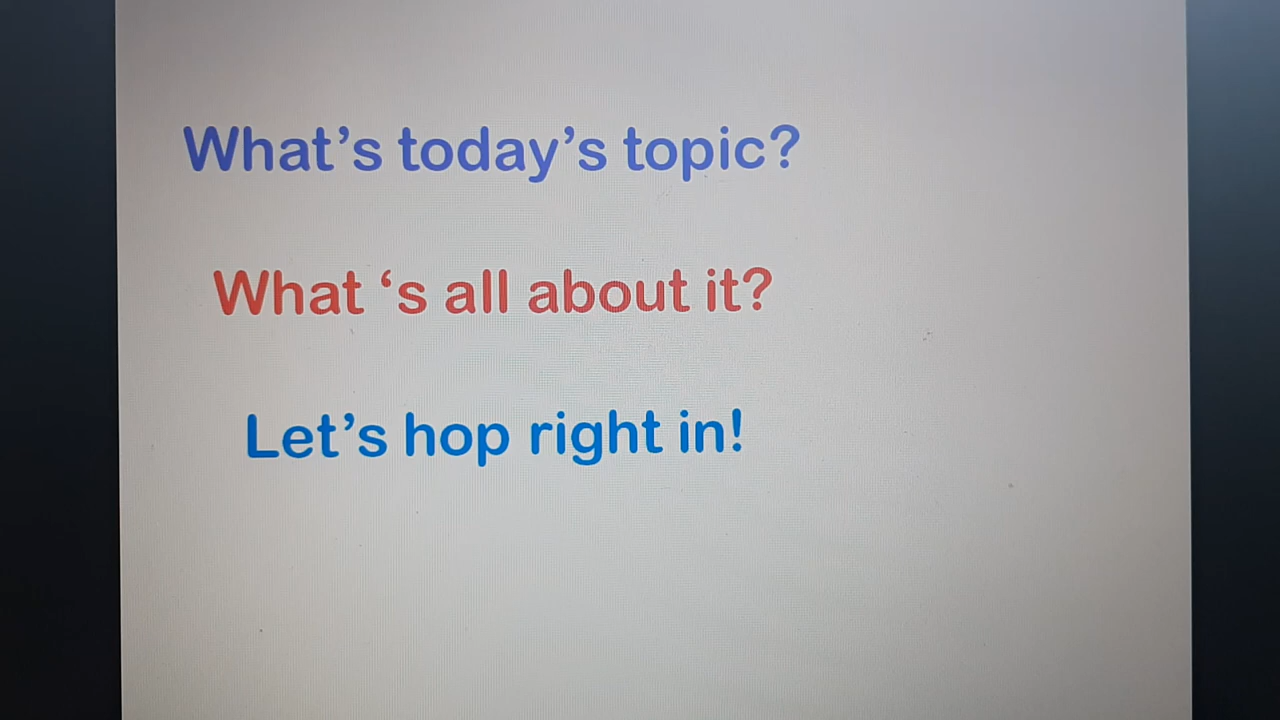 What’s today’s topic?
What ‘s all about it?
Let’s hop right in!